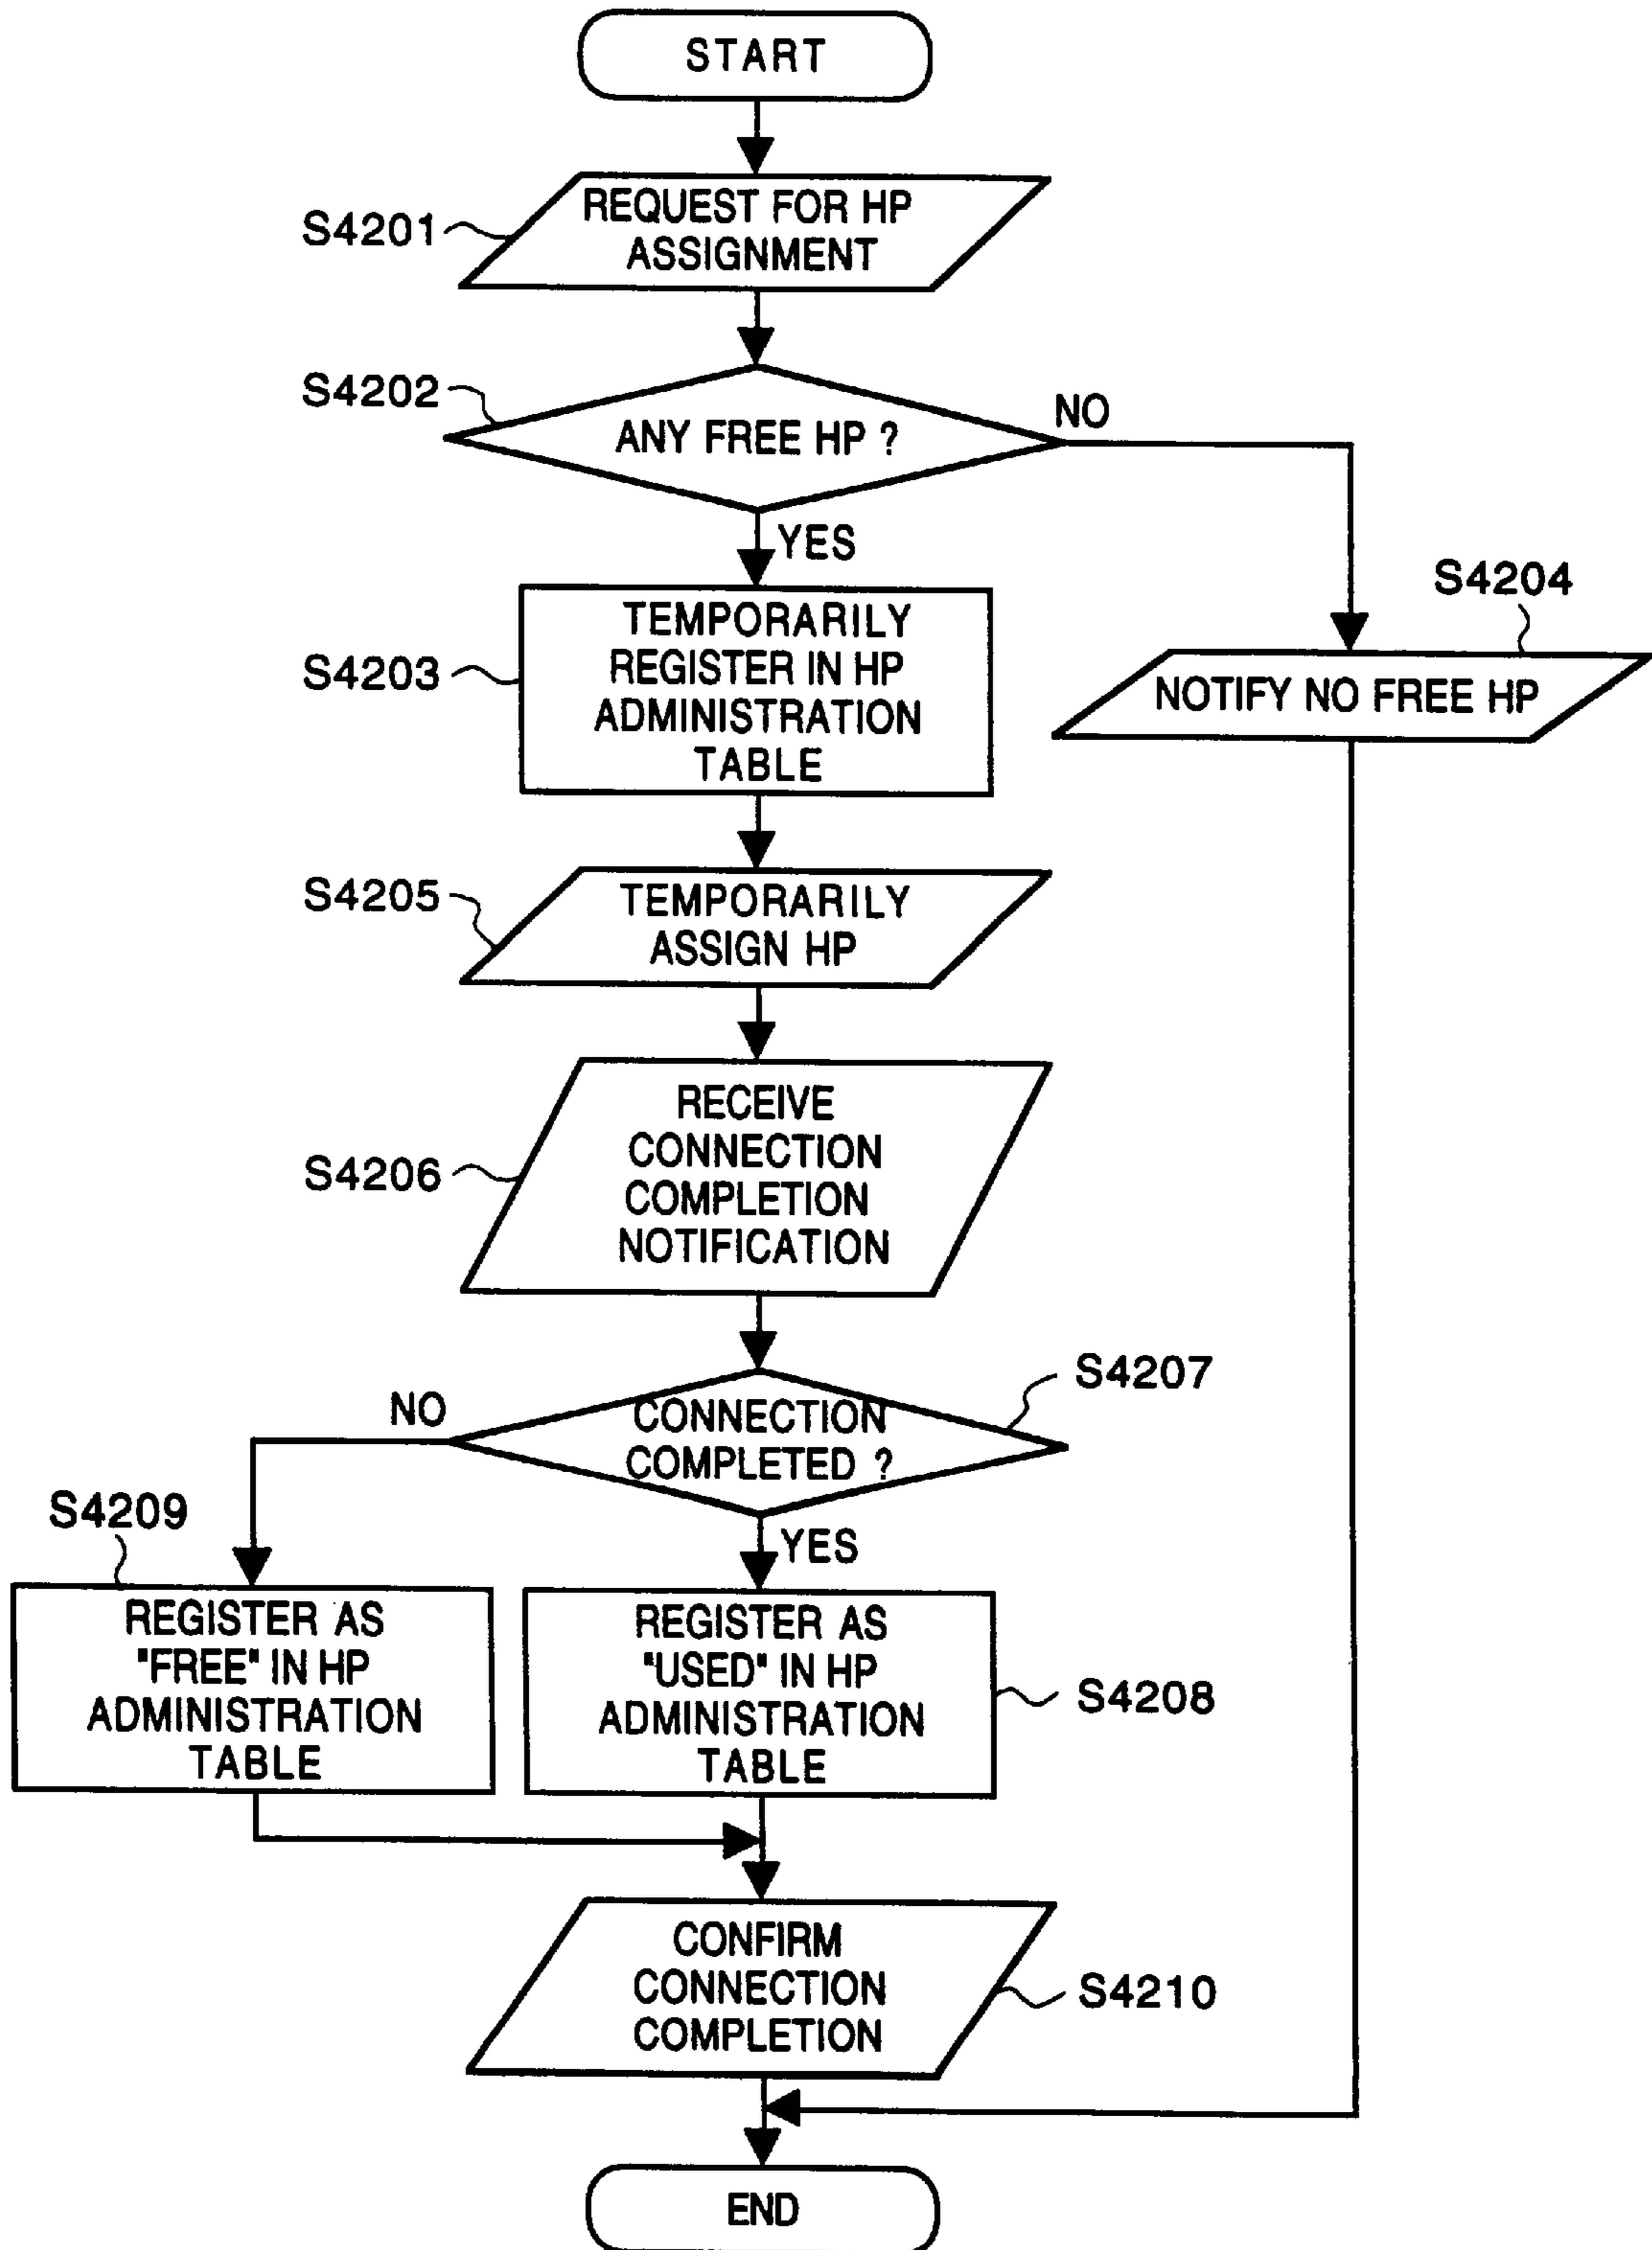 START
S4201
REQUEST FOR HP
ASSIGNMENT
S4202
ANY FREE HP ?
NO
YES
S4203
TEMPORARILY
REGISTER IN HP
ADMINISTRATION
TABLE
S4204
NOTIFY NO FREE HP
S4205
TEMPORARILY
ASSIGN HP
S4206
RECEIVE
CONNECTION
COMPLETION
NOTIFICATION
S4207
CONNECTION
COMPLETED ?
NO
YES
S4209
REGISTER AS
"FREE" IN HP
ADMINISTRATION
TABLE
REGISTER AS
"USED" IN HP
ADMINISTRATION
TABLE
S4208
CONFIRM
CONNECTION
COMPLETION
S4210
END